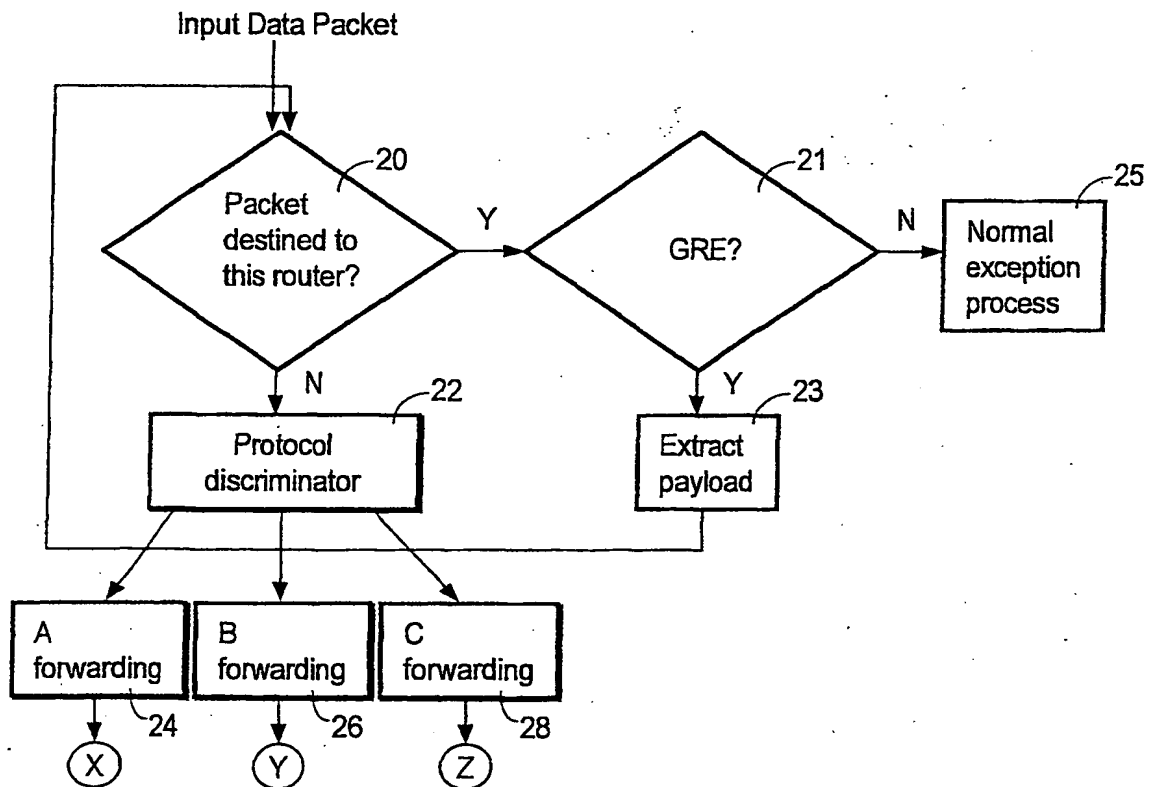 Input Data Packet
20
Packet
destined to
this router?
Y
21
GRE?
N
25
Normal
exception
process
N
22
Protocol
discriminator
Y
23
Extract
payload
A
forwarding
24
B
forwarding
26
C
forwarding
28
X
Y
Z